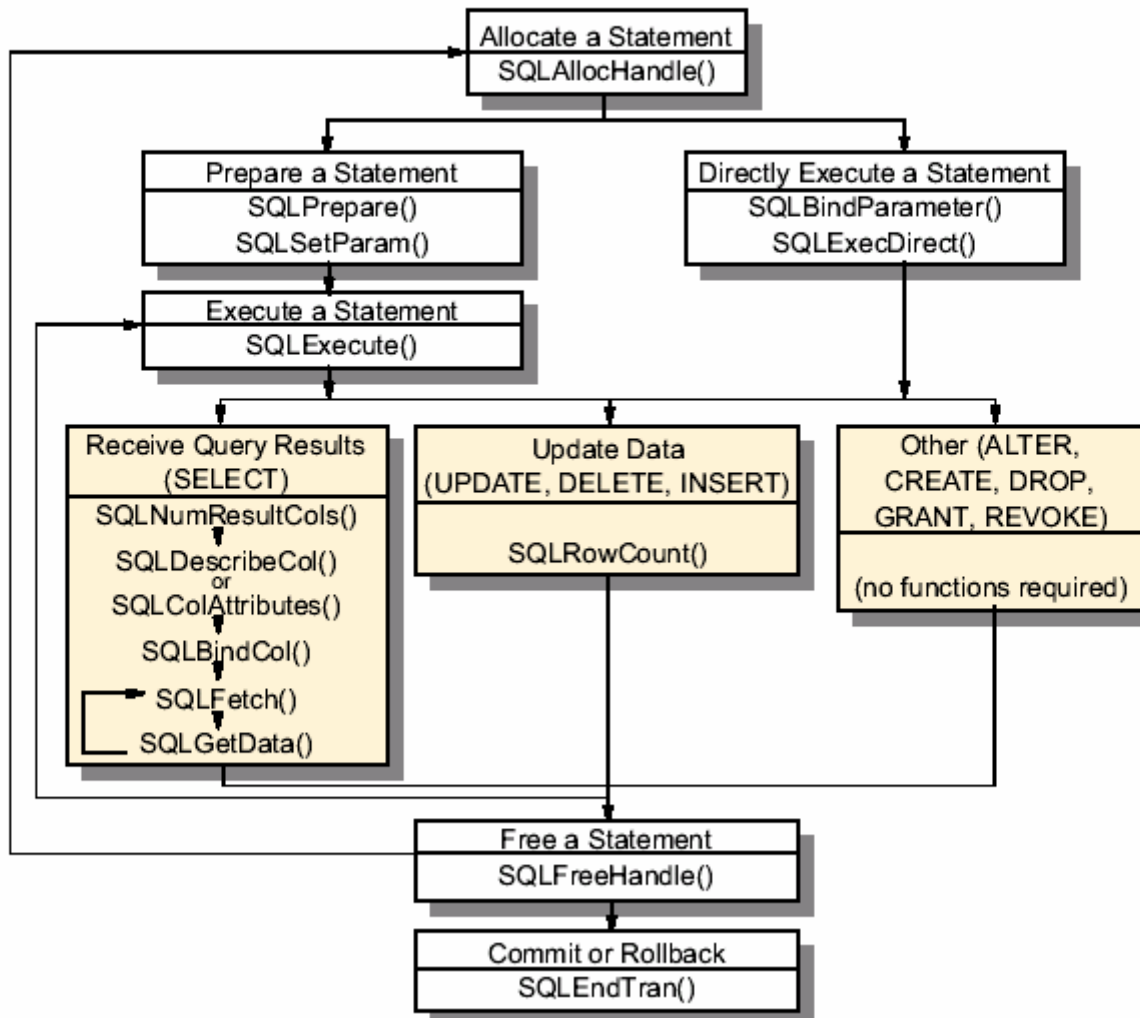 Allocate a Statement
SQLAllocHandle()
Prepare a Statement
SQLPrepare()
SQLSetParam()
Directly Execute a Statement
SQLBindParameter()
SQLExecDirect()
Execute a Statement
SQLExecute()
Receive Query Results
(SELECT)
SQLNumResultCols()
SQLDescribeCol()
or
SQLColAttributes()
SQLBindCol()
SQLFetch()
SQLGetData()
Update Data
(UPDATE, DELETE, INSERT)
SQLRowCount()
Other (ALTER,
CREATE, DROP,
GRANT, REVOKE)
(no functions required)
Free a Statement
SQLFreeHandle()
Commit or Rollback
SQLEndTran()